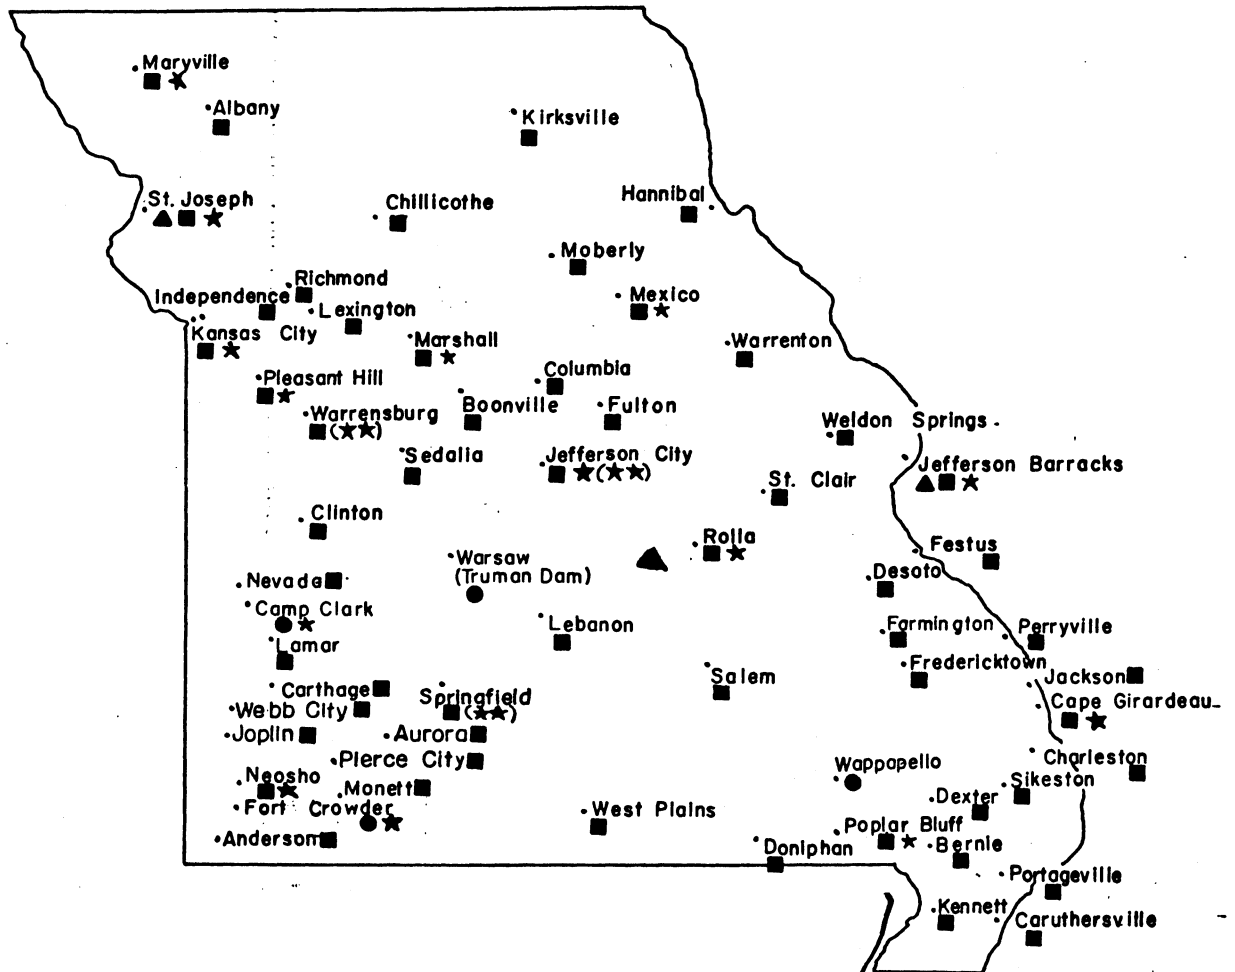 Maryville
Albany
Kirksville
St. Joseph
Chillicothe
Hannibal
Moberly
Richmond
Independence
Mexico
Lexington
Kansas City
Marshall
Warrenton
Pleasant Hill
Columbia
Warrensburg
Boonville
Fulton
Weldon Springs
Sedalia
Jefferson City
Jefferson Barracks
St. Clair
Clinton
Rolla
Festus
Warsaw
(Truman Dam)
Nevada
Desoto
Camp Clark
Lebanon
Farmington
Perryville
Lamar
Fredericktown
Salem
Jackson
Carthage
Springfield
Cape Girardeau
Webb City
Joplin
Aurora
Pierce City
Charleston
Wappapello
Neosho
Monett
Sikeston
Dexter
Fort Crowder
West Plains
Poplar Bluff
Anderson
Doniphan
Bernie
Portageville
Kennett
Caruthersville